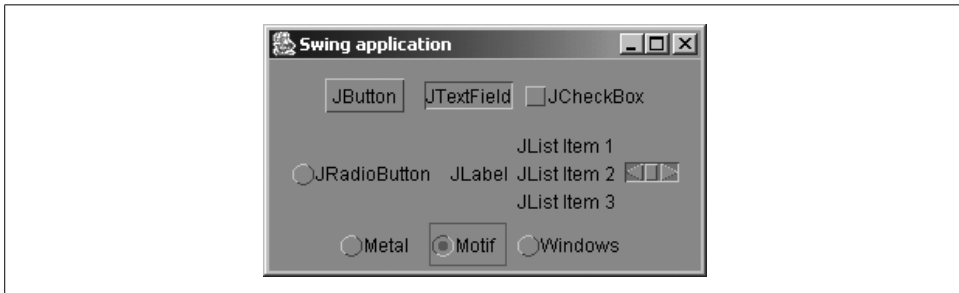 Swing application
JButton JTextField JCheckBox
JList Item 1
JRadioButton JLabel JList Item 2
JList Item 3
Metal Motif Windows